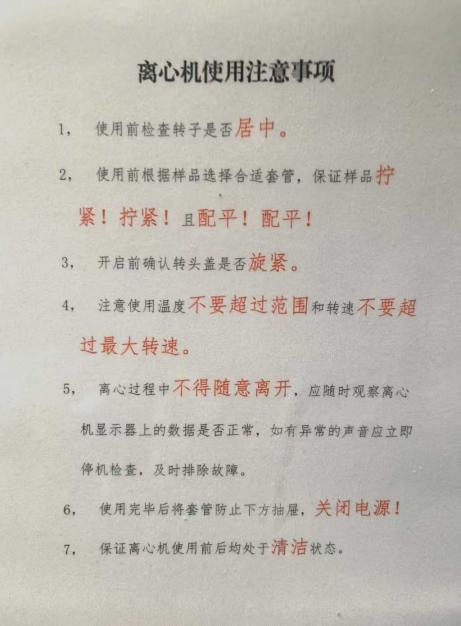 离心机使用注意事项
1, 使用前检查转子是否居中。
2, 使用前根据样品选择合适套管，保证样品拧
紧！拧紧！且配平！配平！
3, 开启前确认转头盖是否旋紧。
4, 注意使用温度不要超过范围和转速不要超
过最大转速。
5, 离心过程中不得随意离开，应随时观察离心
机显示器上的数据是否正常，如有异常的声音应立即
停机检查，及时排除故障。
6, 使用完毕后将套管防止下方抽屉，关闭电源！
7, 保证离心机使用前后均处于清洁状态。